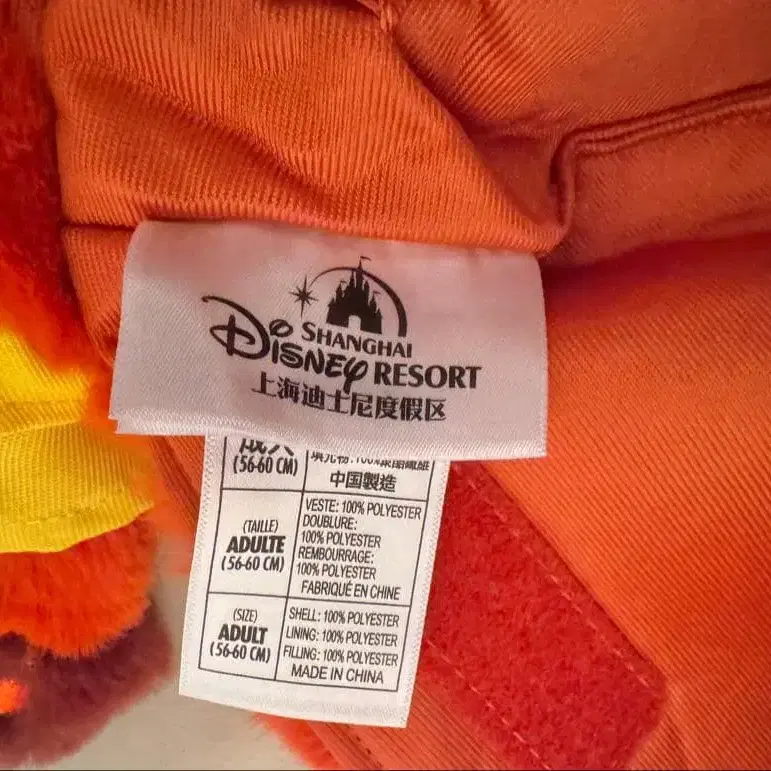 SHANGHAI
Disney RESORT
上海迪士尼度假区
(56-60 CM)
中国製造
(TAILLE)
ADULTE
(56-60 CM)
VESTE: 100% POLYESTER
DOUBLURE:
100% POLYESTER
REMBOURRAGE:
100% POLYESTER
FABRIQUÉ EN CHINE
(SIZE)
ADULT
(56-60 CM)
SHELL: 100% POLYESTER
LINING: 100% POLYESTER
FILLING: 100% POLYESTER
MADE IN CHINA